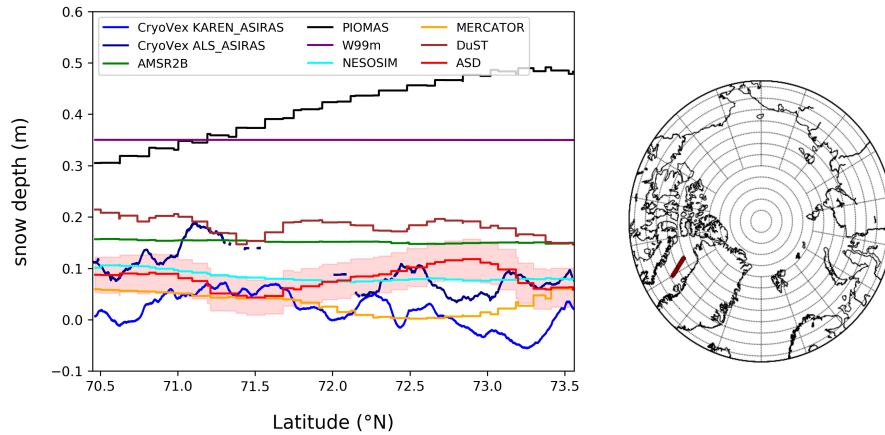 0.6
0.5
0.4
0.3
0.2
0.1
0.0
−0.1
snow depth (m)
CryoVex KAREN_ASIRAS
CryoVex ALS_ASIRAS
AMSR2B
PIOMAS
W99m
NESOSIM
MERCATOR
DuST
ASD
70.5 71.0 71.5 72.0 72.5 73.0 73.5
Latitude (°N)